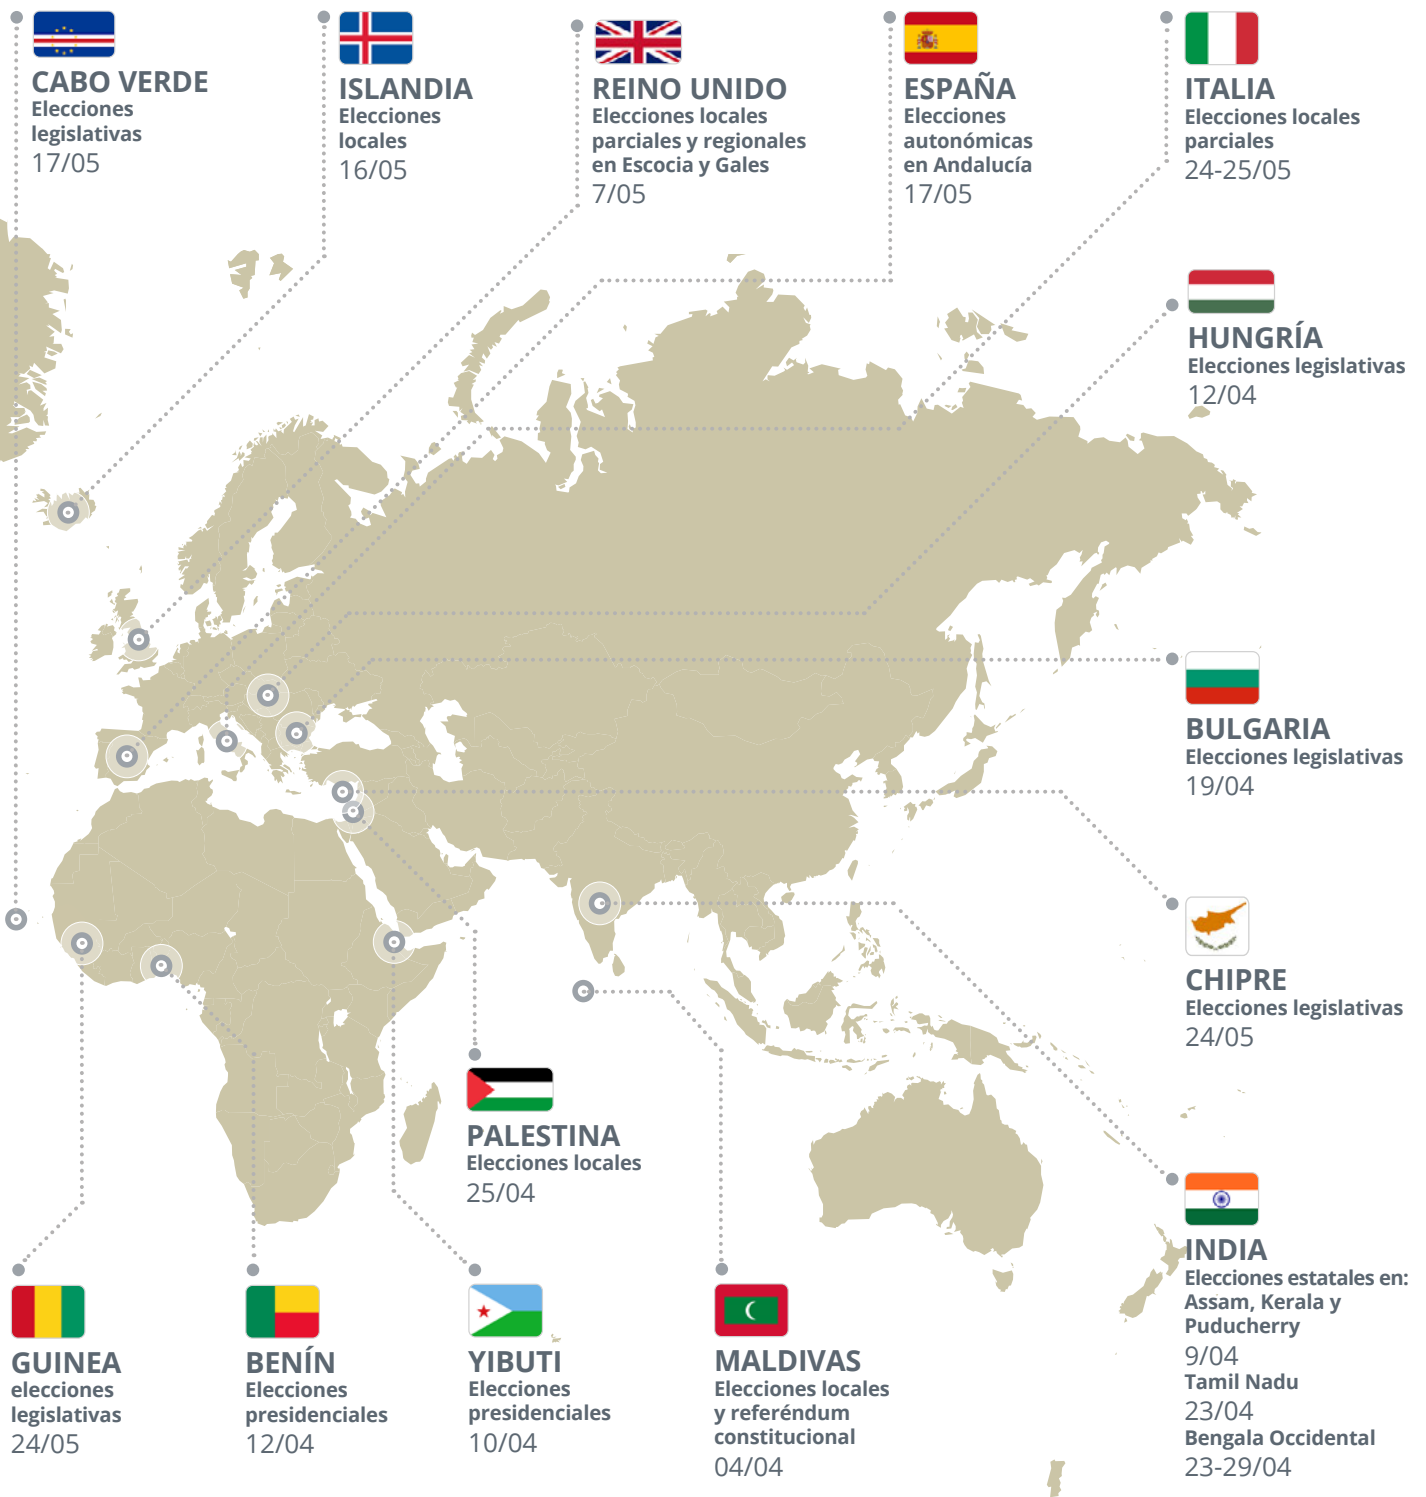 CABO VERDE
Elecciones
legislativas
17/05
ISLANDIA
Elecciones
locales
16/05
REINO UNIDO
Elecciones locales
parciales y regionales
en Escocia y Gales
7/05
ESPAÑA
Elecciones
autonómicas
en Andalucía
17/05
ITALIA
Elecciones locales
parciales
24-25/05
HUNGRÍA
Elecciones legislativas
12/04
BULGARIA
Elecciones legislativas
19/04
CHIPRE
Elecciones legislativas
24/05
PALESTINA
Elecciones locales
25/04
INDIA
Elecciones estatales en:
Assam, Kerala y
Puducherry
9/04
Tamil Nadu
23/04
Bengala Occidental
23-29/04
GUINEA
elecciones
legislativas
24/05
BENÍN
Elecciones
presidenciales
12/04
YIBUTI
Elecciones
presidenciales
10/04
MALDIVAS
Elecciones locales
y referéndum
constitucional
04/04